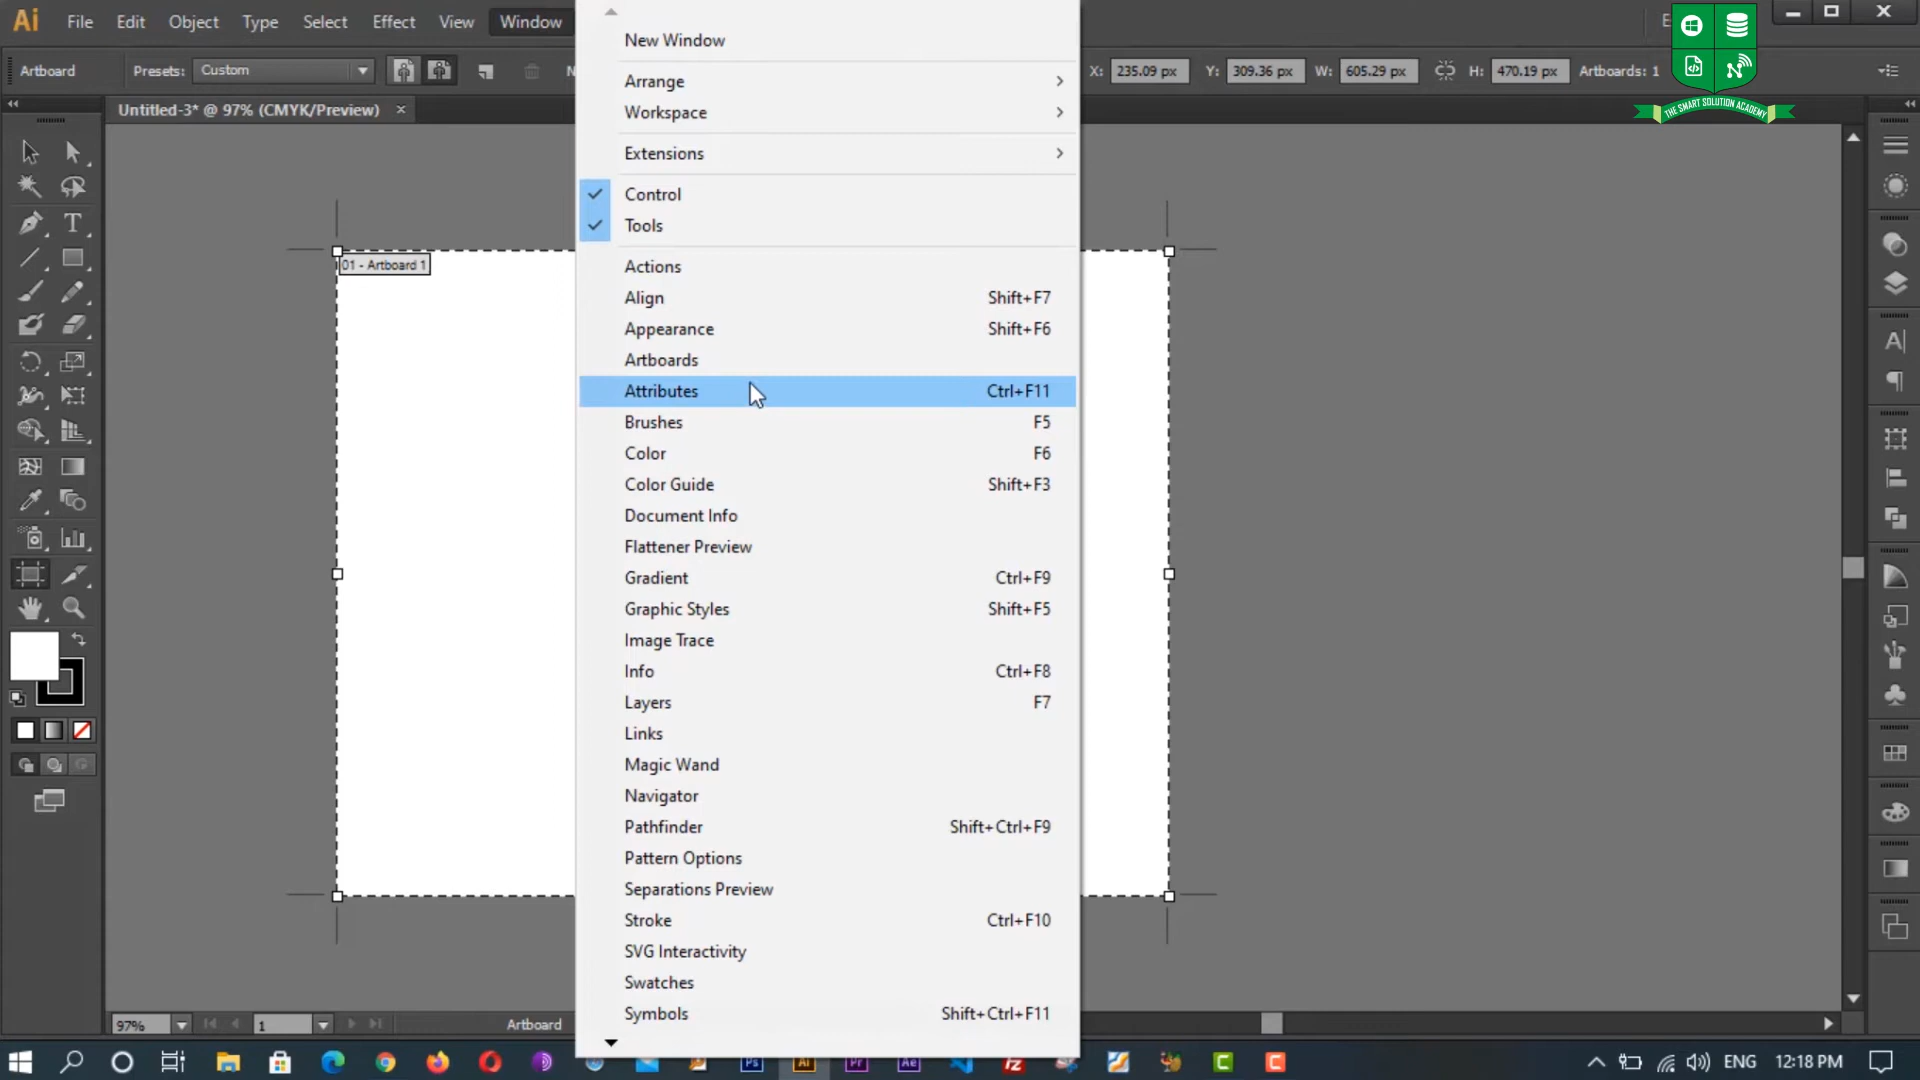 Ai File Edit Object Type Select Effect View Window
Artboard Presets: Custom X: 235.09 px Y: 309.36 px W: 605.29 px H: 470.19 px Artboards: 1
THE SMART SOLUTION ACADEMY
Untitled-3* @ 97% (CMYK/Preview) ×
01 - Artboard 1
New Window
Arrange
Workspace
Extensions
Control
Tools
Actions
Align Shift+F7
Appearance Shift+F6
Artboards
Attributes Ctrl+F11
Brushes F5
Color F6
Color Guide Shift+F3
Document Info
Flattener Preview
Gradient Ctrl+F9
Graphic Styles Shift+F5
Image Trace
Info Ctrl+F8
Layers F7
Links
Magic Wand
Navigator
Pathfinder Shift+Ctrl+F9
Pattern Options
Separations Preview
Stroke Ctrl+F10
SVG Interactivity
Swatches
Symbols Shift+Ctrl+F11
97% 1 Artboard
Ps Ai Pr Ae ENG 12:18 PM